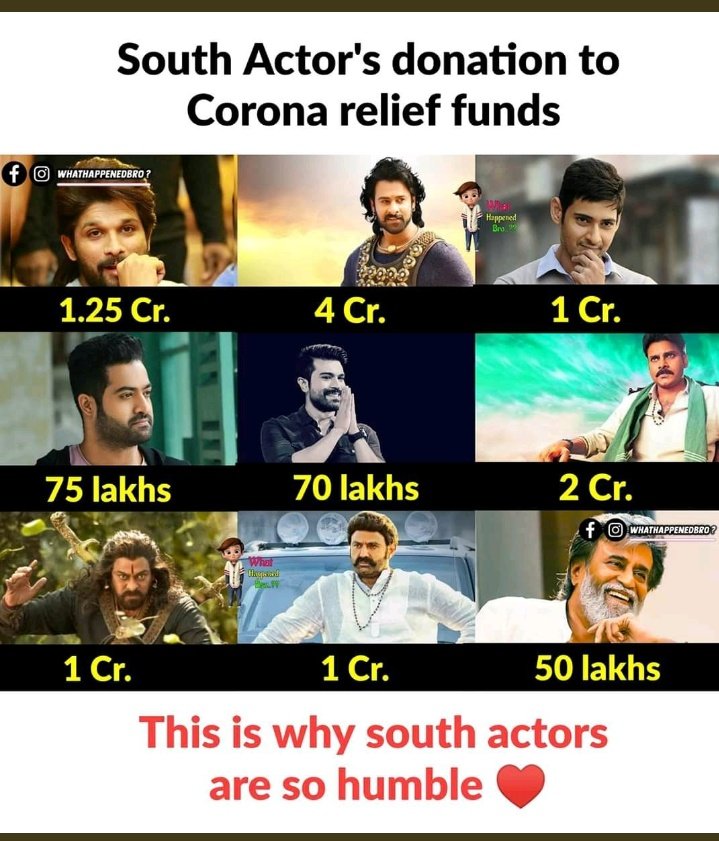 South Actor's donation to
Corona relief funds
WHATHAPPENEDBRO?
What
Happened
Bro..??
1.25 Cr.
4 Cr.
1 Cr.
75 lakhs
70 lakhs
2 Cr.
What
Happened
Bro..??
WHATHAPPENEDBRO?
1 Cr.
1 Cr.
50 lakhs
This is why south actors
are so humble ♥